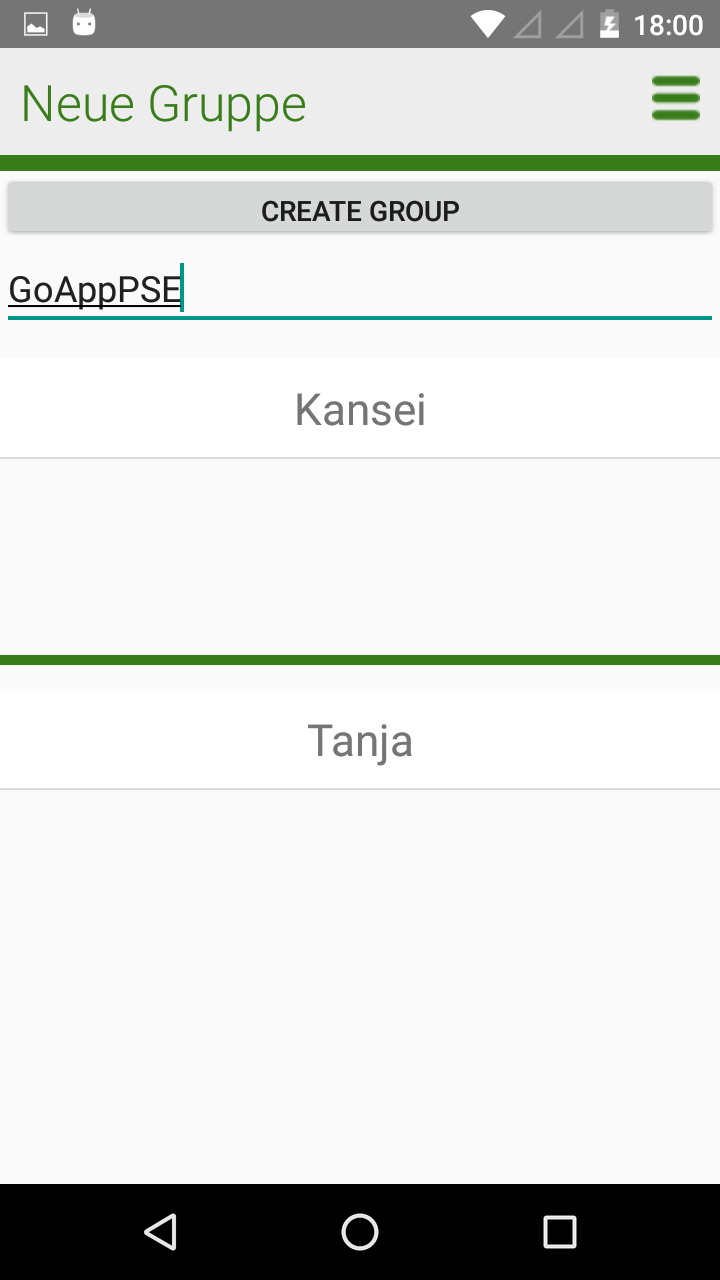 18:00
Neue Gruppe
CREATE GROUP
GoAppPSE
Kansei
Tanja